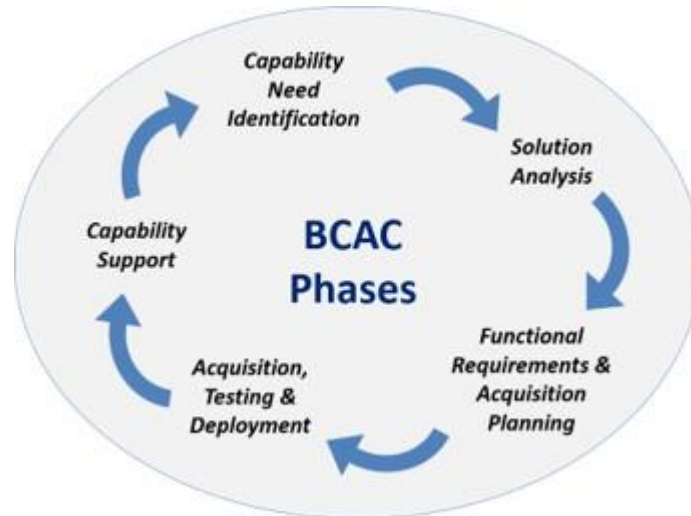 Capability
Need
Identification
Solution
Analysis
Functional
Requirements &
Acquisition
Planning
Acquisition,
Testing &
Deployment
Capability
Support
BCAC
Phases